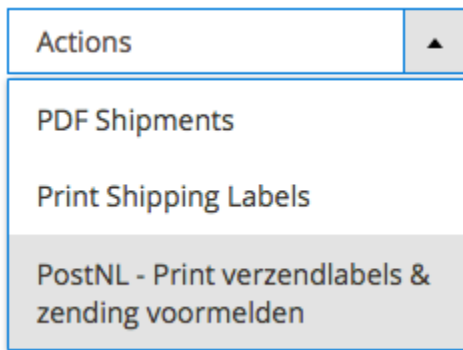 Actions
PDF Shipments
Print Shipping Labels
PostNL - Print verzendlabels &
zending voormelden